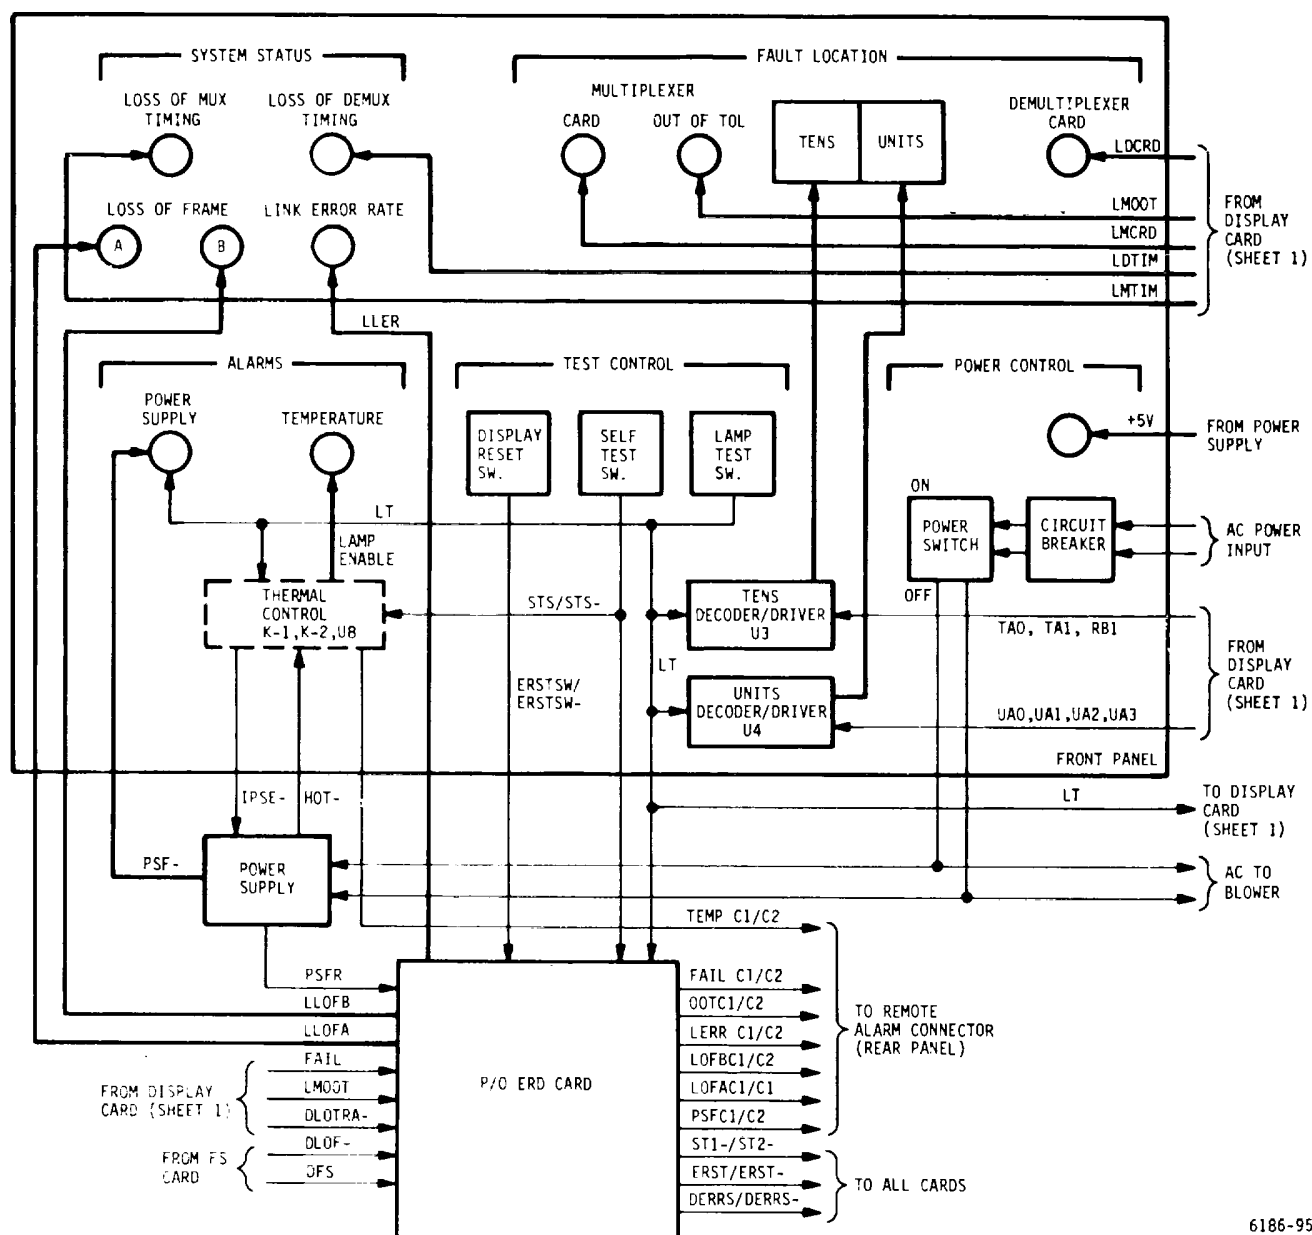 SYSTEM STATUS
FAULT LOCATION
LOSS OF MUX
TIMING
LOSS OF DEMUX
TIMING
MULTIPLEXER
CARD
OUT OF TOL
TENS
UNITS
DEMULTIPLEXER
CARD
LDCRD
LOSS OF FRAME
A
B
LINK ERROR RATE
LMOOT
LMCRD
LDTIM
LMTIM
FROM
DISPLAY
CARD
(SHEET 1)
LLER
ALARMS
TEST CONTROL
POWER CONTROL
POWER
SUPPLY
TEMPERATURE
DISPLAY
RESET
SW.
SELF
TEST
SW.
LAMP
TEST
SW.
+5V
FROM POWER
SUPPLY
LT
LAMP
ENABLE
ON
POWER
SWITCH
OFF
CIRCUIT
BREAKER
AC POWER
INPUT
THERMAL
CONTROL
K-1,K-2,U8
STS/STS-
TENS
DECODER/DRIVER
U3
TA0, TA1, RB1
ERSTSW/
ERSTSW-
LT
UNITS
DECODER/DRIVER
U4
UA0,UA1,UA2,UA3
FROM
DISPLAY
CARD
(SHEET 1)
FRONT PANEL
IPSE-
HOT-
LT
TO DISPLAY
CARD
(SHEET 1)
PSF-
POWER
SUPPLY
AC TO
BLOWER
TEMP C1/C2
PSFR
LLOFB
LLOFA
FAIL
LMOOT
DLOTRA-
FROM DISPLAY
CARD (SHEET 1)
DLOF-
OFS
FROM FS
CARD
P/O ERD CARD
FAIL C1/C2
OOTC1/C2
LERR C1/C2
LOFBC1/C2
LOFAC1/C1
PSFC1/C2
TO REMOTE
ALARM CONNECTOR
(REAR PANEL)
ST1-/ST2-
ERST/ERST-
DERRS/DERRS-
TO ALL CARDS
6186-95